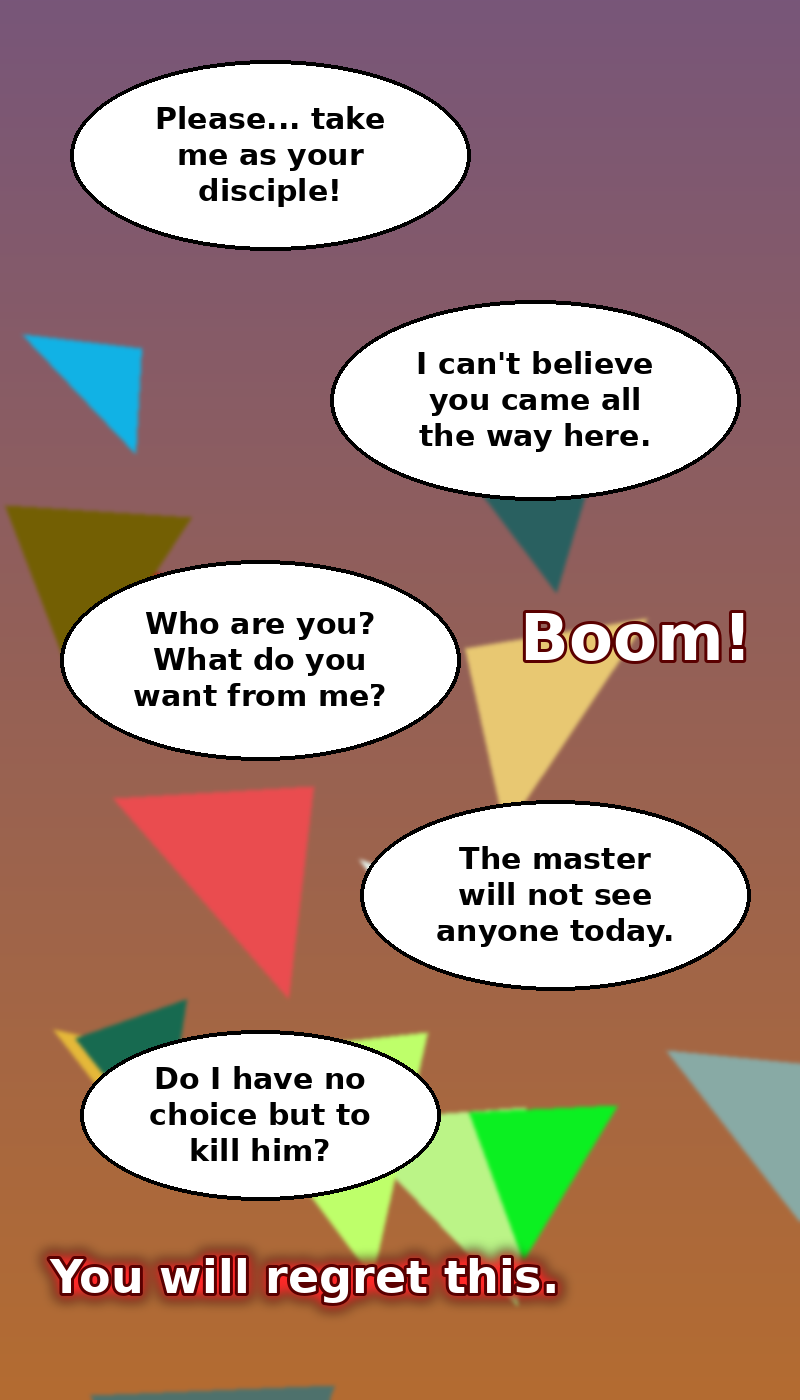 Please... take
me as your
disciple!
I can't believe
you came all
the way here.
Who are you?
What do you
want from me?
Boom!
The master
will not see
anyone today.
Do I have no
choice but to
kill him?
You will regret this.